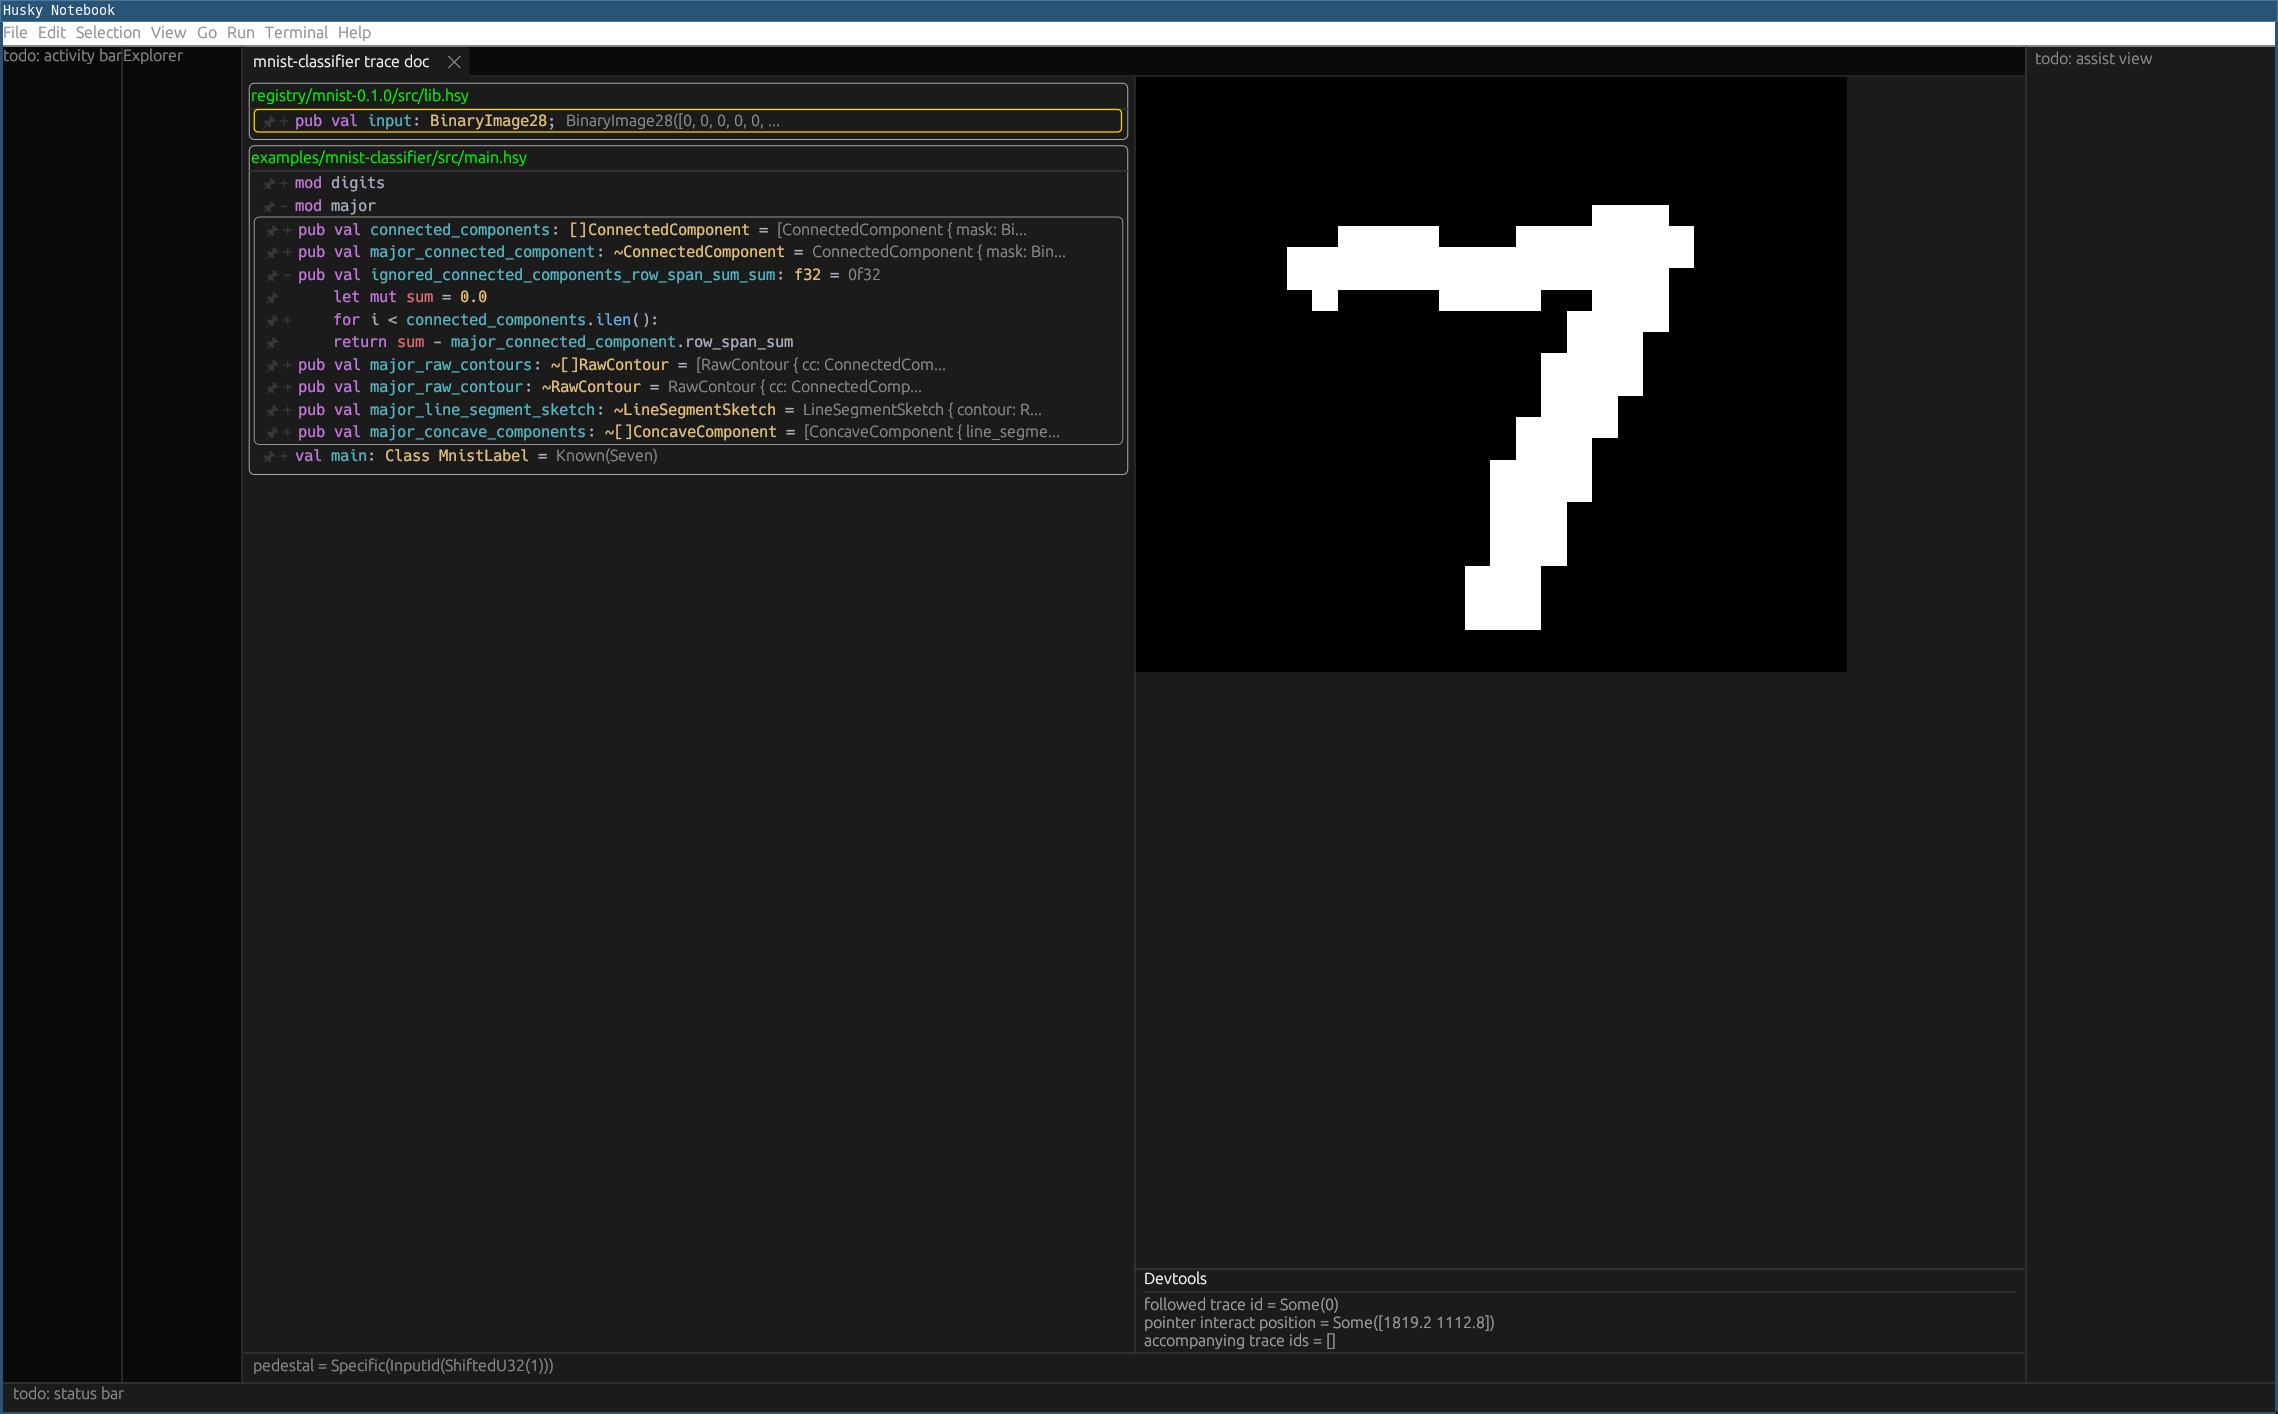 Husky Notebook
File Edit Selection View Go Run Terminal Help
todo: activity bar
Explorer
mnist-classifier trace doc
registry/mnist-0.1.0/src/lib.hsy
+ pub val input: BinaryImage28; BinaryImage28([0, 0, 0, 0, 0, ...
examples/mnist-classifier/src/main.hsy
+ mod digits
- mod major
+ pub val connected_components: []ConnectedComponent = [ConnectedComponent { mask: Bi...
+ pub val major_connected_component: ~ConnectedComponent = ConnectedComponent { mask: Bin...
- pub val ignored_connected_components_row_span_sum_sum: f32 = 0f32
let mut sum = 0.0
+ for i < connected_components.ilen():
return sum - major_connected_component.row_span_sum
+ pub val major_raw_contours: ~[]RawContour = [RawContour { cc: ConnectedCom...
+ pub val major_raw_contour: ~RawContour = RawContour { cc: ConnectedComp...
+ pub val major_line_segment_sketch: ~LineSegmentSketch = LineSegmentSketch { contour: R...
+ pub val major_concave_components: ~[]ConcaveComponent = [ConcaveComponent { line_segme...
+ val main: Class MnistLabel = Known(Seven)
7
Devtools
followed trace id = Some(0)
pointer interact position = Some([1819.2 1112.8])
accompanying trace ids = []
pedestal = Specific(InputId(ShiftedU32(1)))
todo: assist view
todo: status bar